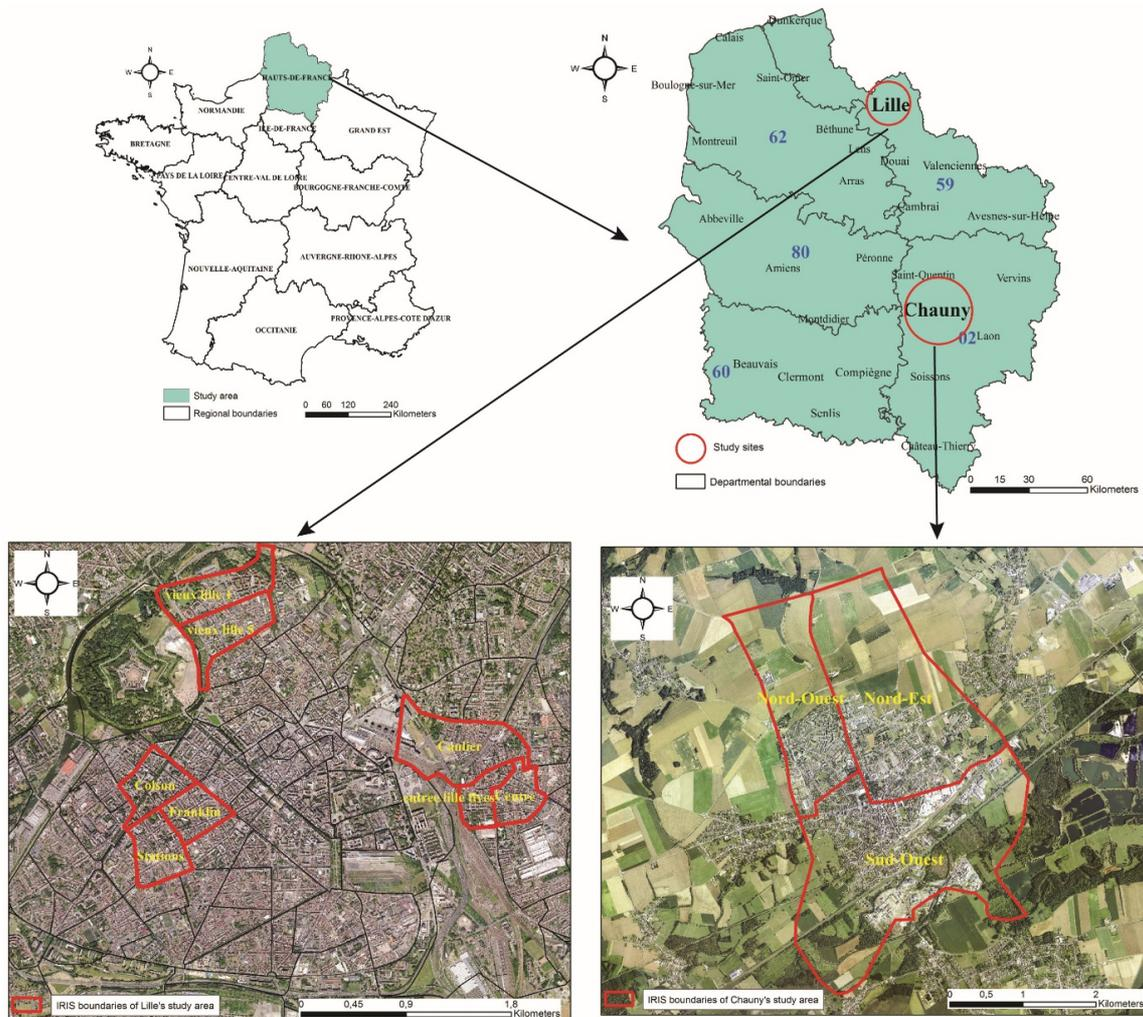 N
W E
S
HAUTS-DE-FRANCE
NORMANDIE
ILE-DE-FRANCE
GRAND EST
BRETAGNE
PAYS DE LA LOIRE
CENTRE-VAL DE LOIRE
BOURGOGNE-FRANCHE-COMTE
NOUVELLE-AQUITAINE
AUVERGNE-RHONE-ALPES
OCCITANIE
PROVENCE-ALPES-COTE D'AZUR
Study area
Regional boundaries
0 60 120 240
Kilometers
N
W E
S
Dunkerque
Calais
Saint-Omer
Boulogne-sur-Mer
Lille
Béthune
62
Montreuil
Lens
Douai
Valenciennes
59
Arras
Cambrai
Avesnes-sur-Helpe
Abbeville
80
Amiens
Péronne
Saint-Quentin
Vervins
Chauny
Montdidier
02
Laon
60
Beauvais
Clermont
Compiègne
Soissons
Senlis
Château-Thierry
Study sites
Departmental boundaries
0 15 30 60
Kilometers
N
W E
S
vieux lille
vieux lille 5
Caulier
Colson
Franklin
Stations
IRIS boundaries of Lille's study area
0 0,45 0,9 1,8
Kilometers
N
W E
S
Nord-Ouest
Nord-Est
Sud-Ouest
IRIS boundaries of Chauny's study area
0 0,5 1 2
Kilometers